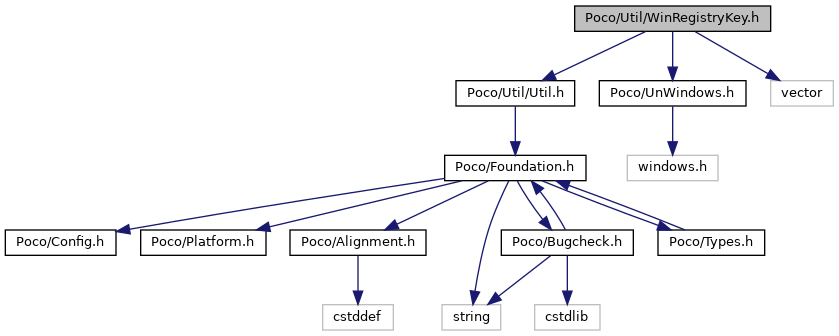 Poco/Util/WinRegistryKey.h
Poco/Util/Util.h
Poco/UnWindows.h
vector
Poco/Foundation.h
windows.h
Poco/Config.h
Poco/Platform.h
Poco/Alignment.h
Poco/Bugcheck.h
Poco/Types.h
cstddef
string
cstdlib